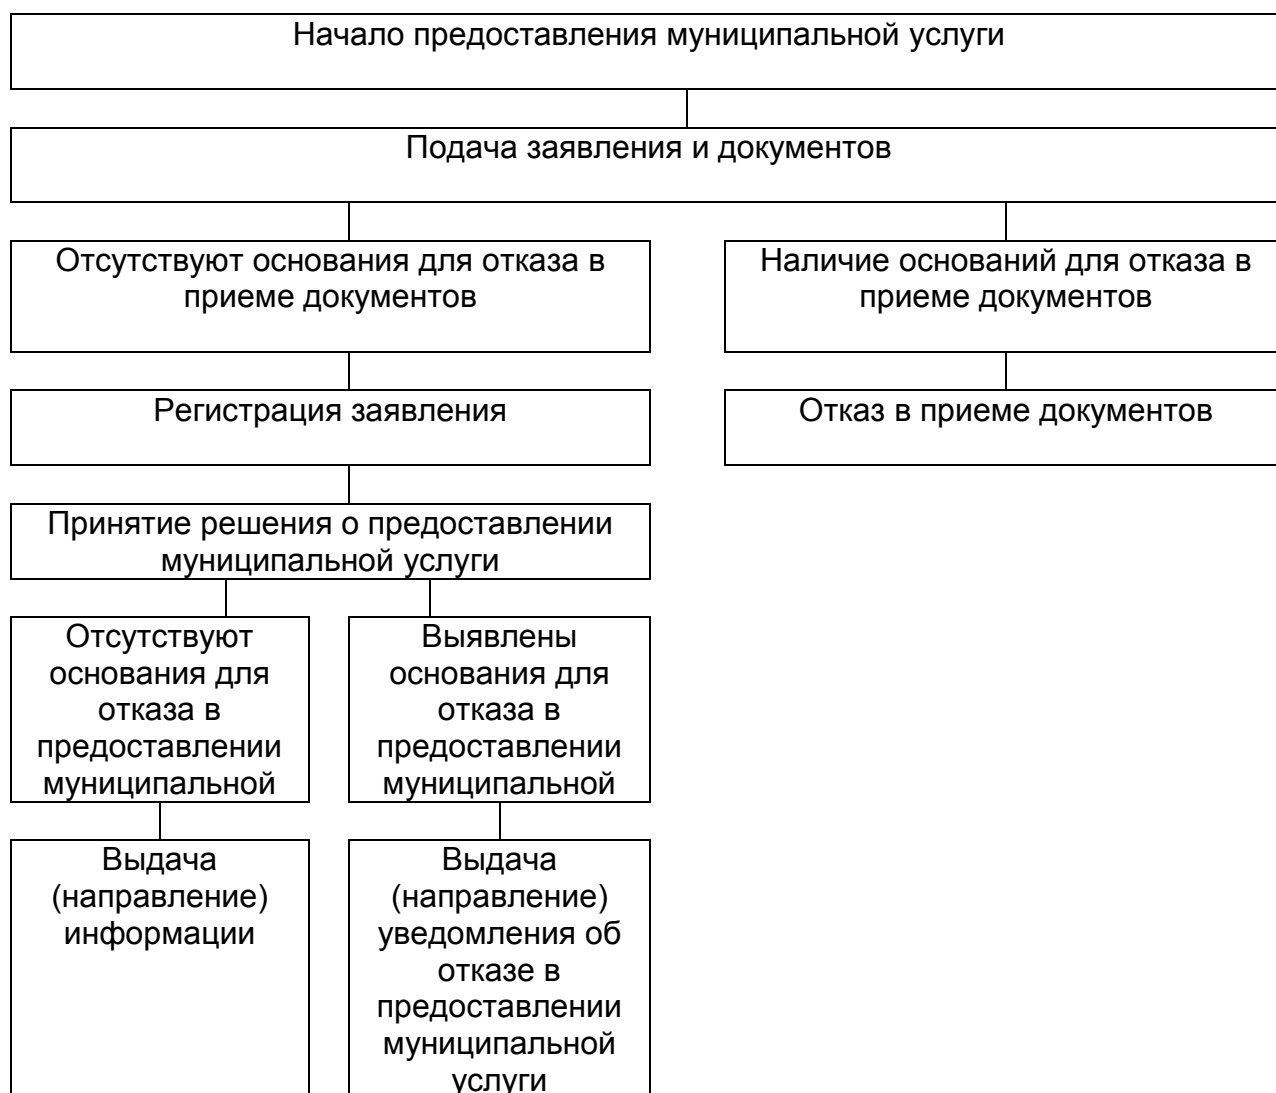 Начало предоставления муниципальной услуги
Подача заявления и документов
Отсутствуют основания для отказа в
приеме документов
Наличие оснований для отказа в
приеме документов
Регистрация заявления
Отказ в приеме документов
Принятие решения о предоставлении
муниципальной услуги
Отсутствуют
основания для
отказа в
предоставлении
муниципальной
Выявлены
основания для
отказа в
предоставлении
муниципальной
Выдача
(направление)
информации
Выдача
(направление)
уведомления об
отказе в
предоставлении
муниципальной
услуги